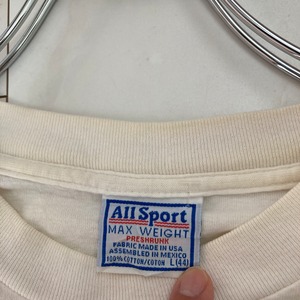 All Sport
MAX WEIGHT
PRESHRUNK
FABRIC MADE IN USA
ASSEMBLED IN MEXICO
100% COTTON/COTON L (44)